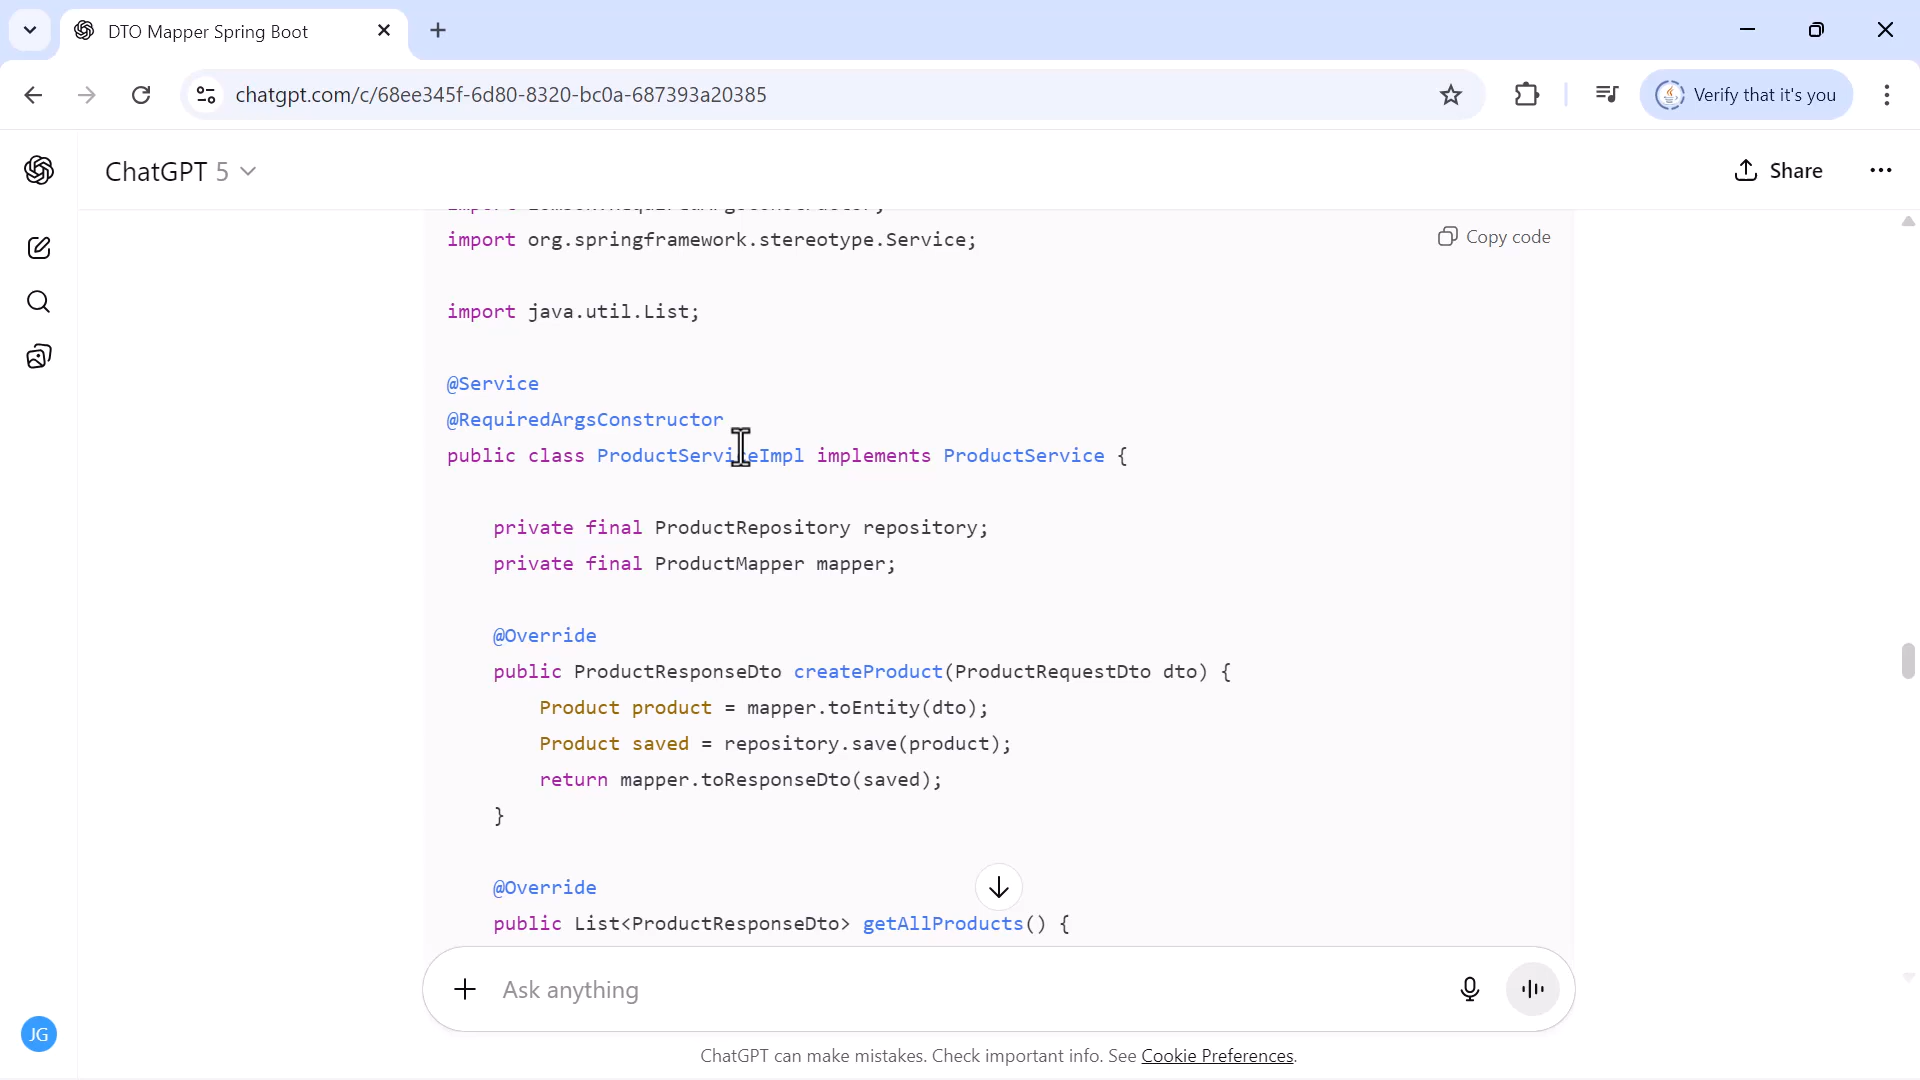 DTO Mapper Spring Boot
chatgpt.com/c/68ee345f-6d80-8320-bc0a-687393a20385
Verify that it's you
ChatGPT 5
Share
import org.springframework.stereotype.Service;
Copy code
import java.util.List;
@Service
@RequiredArgsConstructor
public class ProductServiceImpl implements ProductService {
private final ProductRepository repository;
private final ProductMapper mapper;
@Override
public ProductResponseDto createProduct(ProductRequestDto dto) {
Product product = mapper.toEntity(dto);
Product saved = repository.save(product);
return mapper.toResponseDto(saved);
}
@Override
public List<ProductResponseDto> getAllProducts() {
Ask anything
JG
ChatGPT can make mistakes. Check important info. See Cookie Preferences.